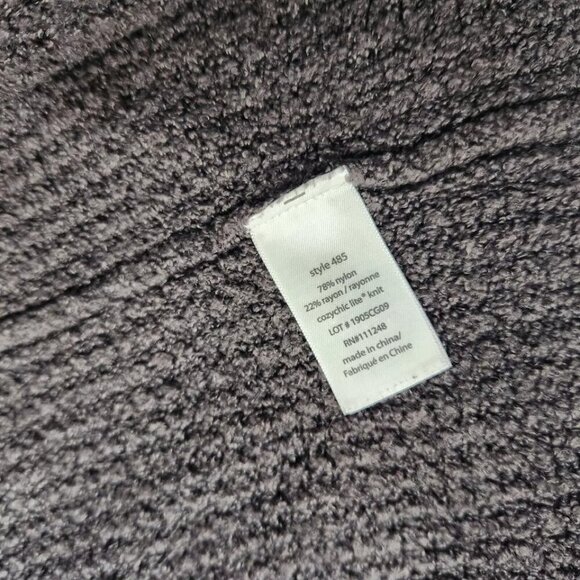 style 485
78% nylon
22% rayon / rayonne
cozychic lite® knit
LOT # 1905CG09
RN#111248
made in china/
Fabriqué en Chine